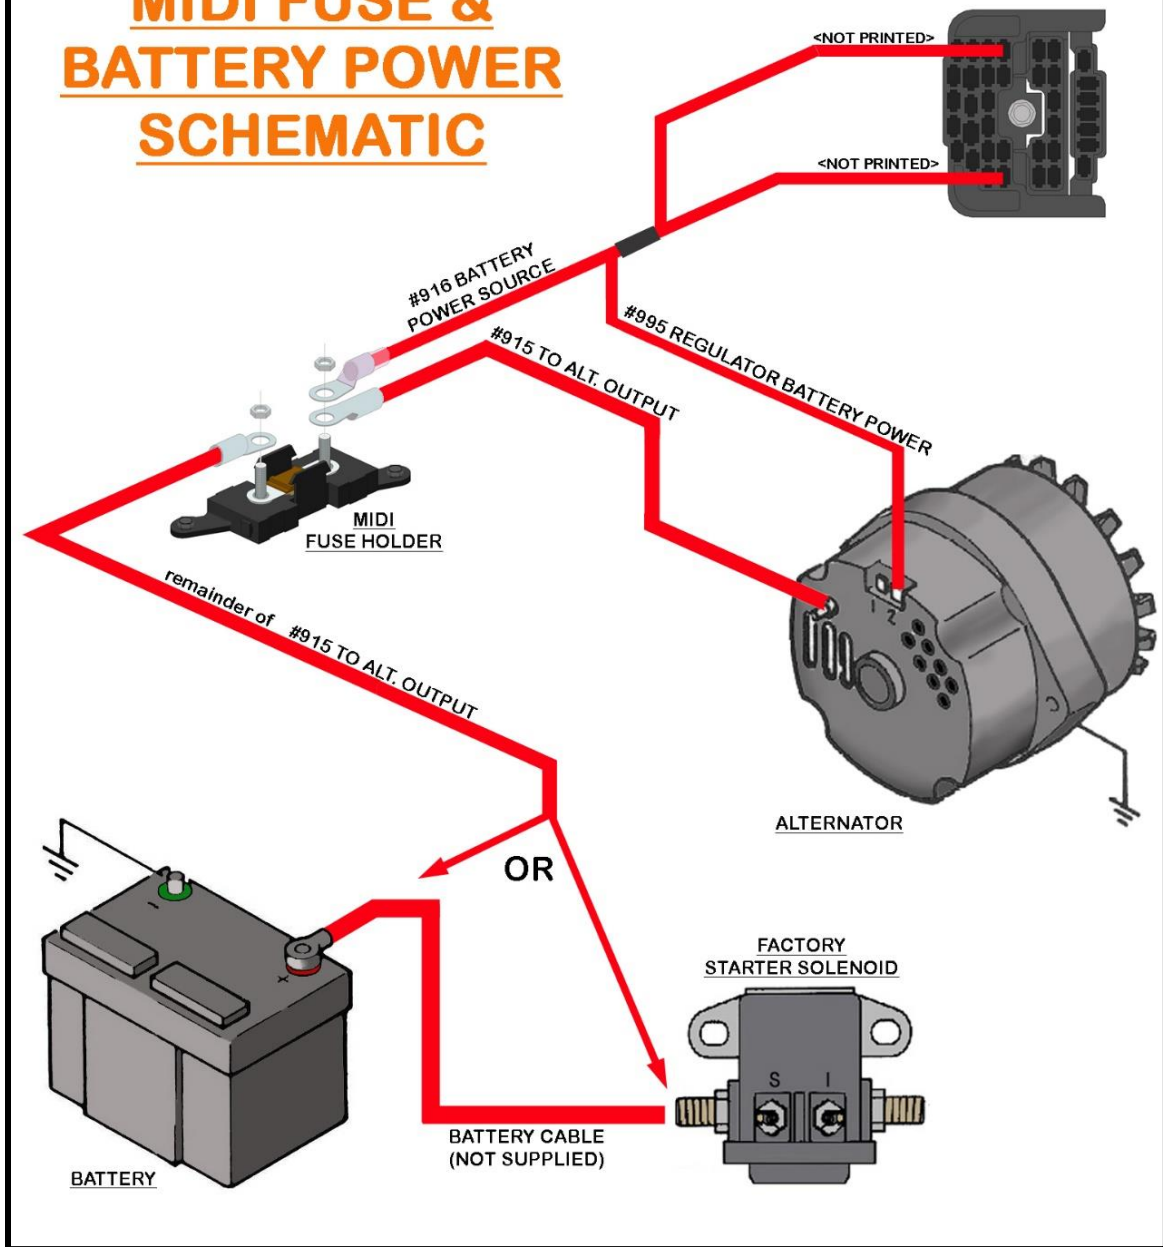 MIDI FUSE &
BATTERY POWER
SCHEMATIC
<NOT PRINTED>
<NOT PRINTED>
#916 BATTERY
POWER SOURCE
#995 REGULATOR BATTERY POWER
#915 TO ALT. OUTPUT
MIDI
FUSE HOLDER
remainder of #915 TO ALT. OUTPUT
1 2
ALTERNATOR
OR
-
+
FACTORY
STARTER SOLENOID
S I
BATTERY CABLE
(NOT SUPPLIED)
BATTERY